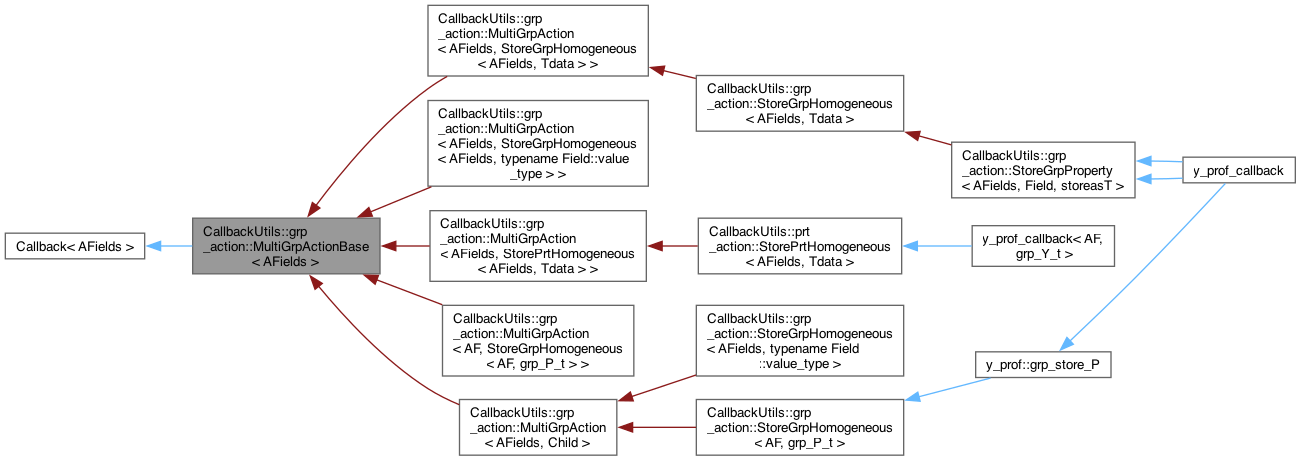 CallbackUtils::grp
_action::MultiGrpAction
< AFields, StoreGrpHomogeneous
< AFields, Tdata > >
CallbackUtils::grp
_action::StoreGrpHomogeneous
< AFields, Tdata >
CallbackUtils::grp
_action::MultiGrpAction
< AFields, StoreGrpHomogeneous
< AFields, typename Field::value
_type > >
CallbackUtils::grp
_action::StoreGrpProperty
< AFields, Field, storeasT >
y_prof_callback
Callback< AFields >
CallbackUtils::grp
_action::MultiGrpActionBase
< AFields >
CallbackUtils::grp
_action::MultiGrpAction
< AFields, StorePrtHomogeneous
< AFields, Tdata > >
CallbackUtils::prt
_action::StorePrtHomogeneous
< AFields, Tdata >
y_prof_callback< AF,
grp_Y_t >
CallbackUtils::grp
_action::MultiGrpAction
< AF, StoreGrpHomogeneous
< AF, grp_P_t > >
CallbackUtils::grp
_action::StoreGrpHomogeneous
< AFields, typename Field
::value_type >
y_prof::grp_store_P
CallbackUtils::grp
_action::MultiGrpAction
< AFields, Child >
CallbackUtils::grp
_action::StoreGrpHomogeneous
< AF, grp_P_t >